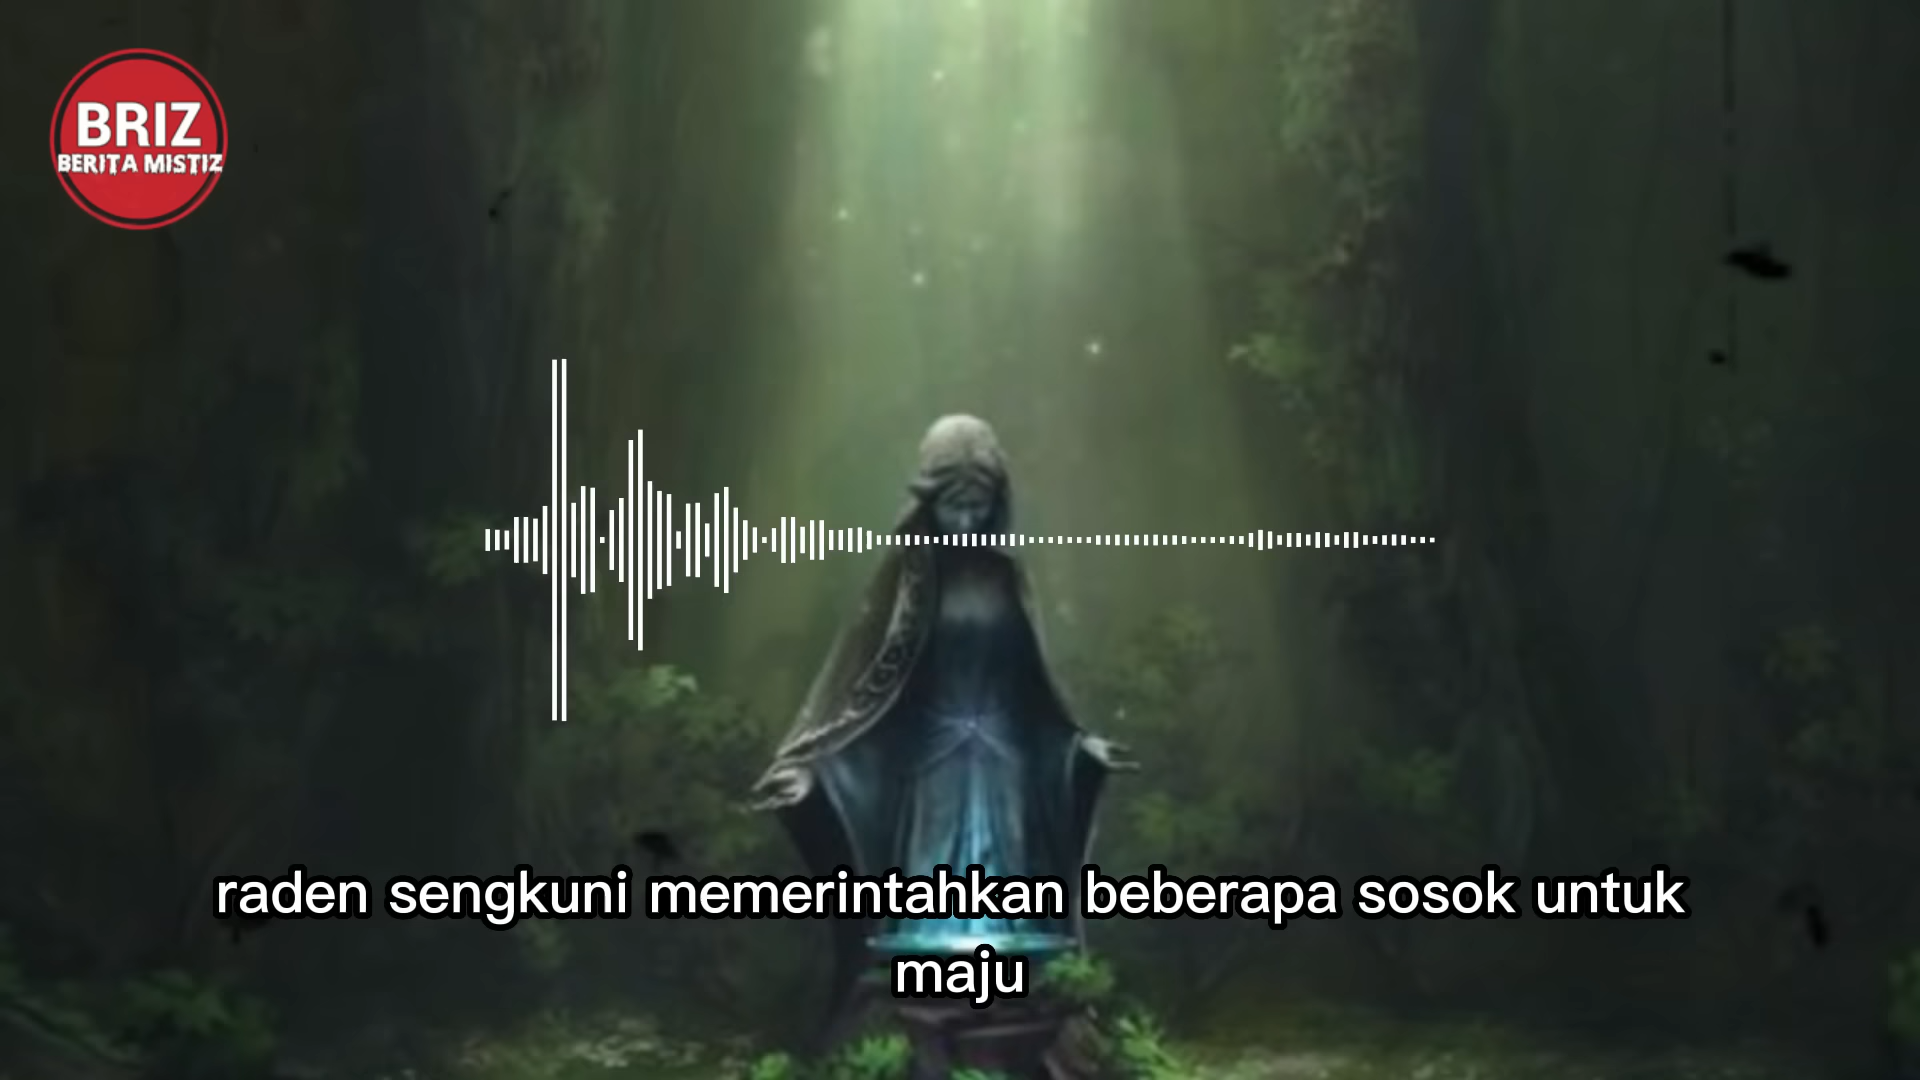 BRIZ
BERITA MISTIZ
raden sengkuni memerintahkan beberapa sosok untuk
maju